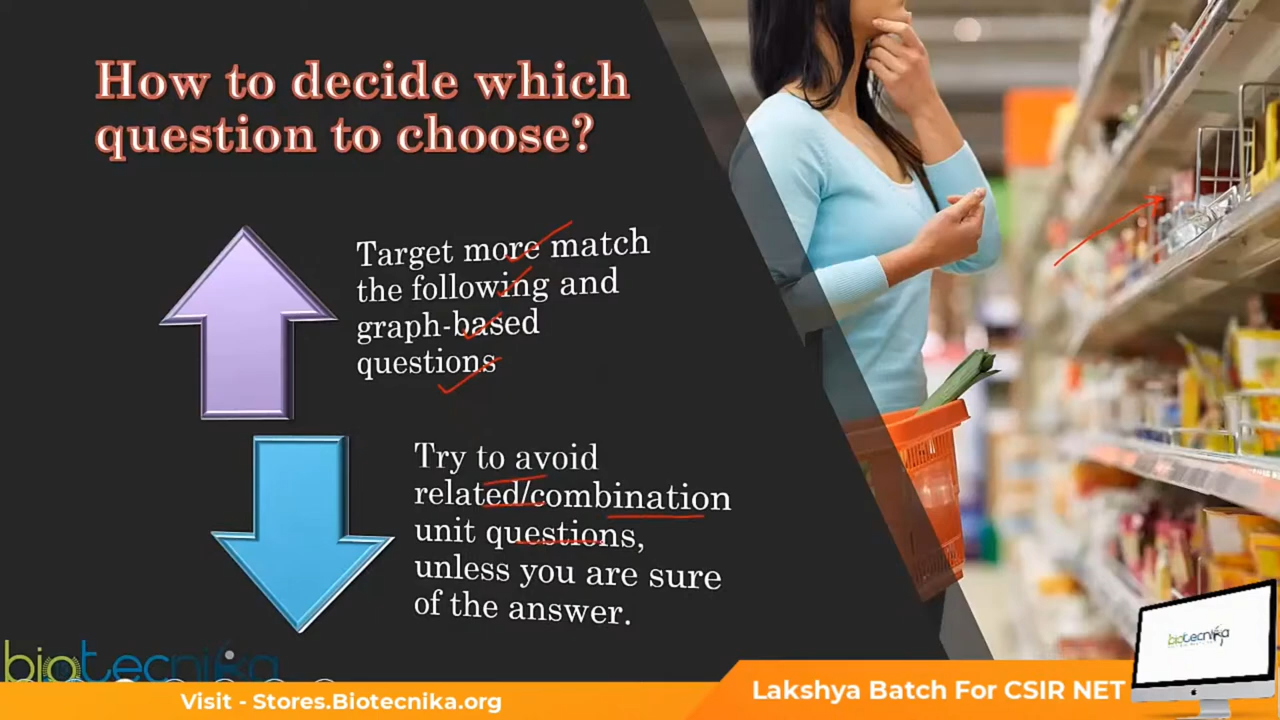 How to decide which
question to choose?
Target more match
the following and
graph-based
questions
Try to avoid
related/combination
unit questions,
unless you are sure
of the answer.
biotecnika
Visit - Stores.Biotecnika.org
Lakshya Batch For CSIR NET
biotecnika